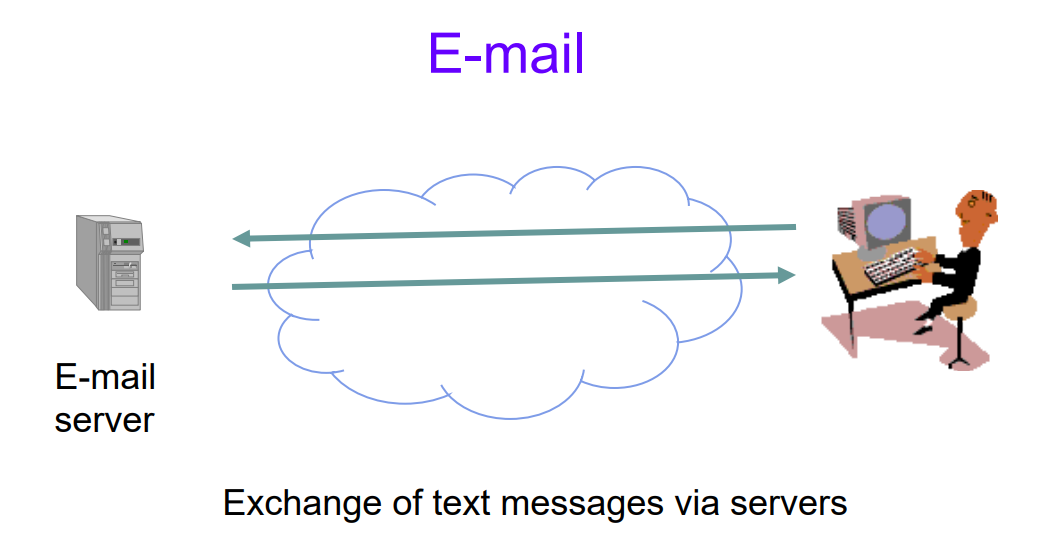 E-mail
E-mail
server
Exchange of text messages via servers